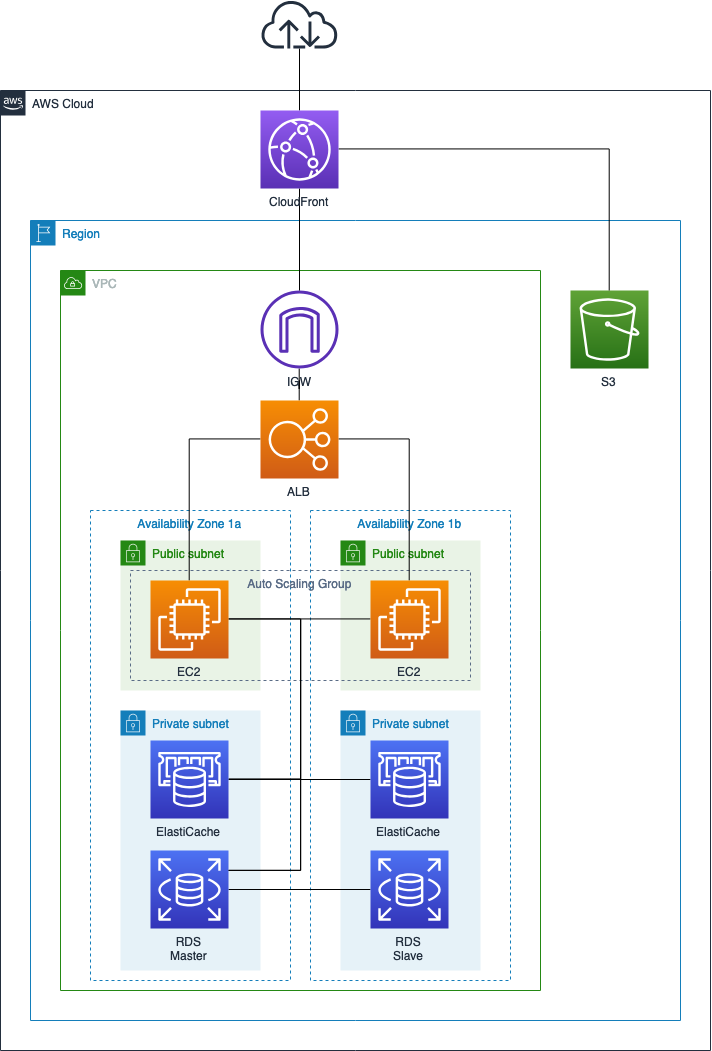 aws
AWS Cloud
CloudFront
Region
VPC
IGW
S3
ALB
Availability Zone 1a
Availability Zone 1b
Public subnet
Public subnet
Auto Scaling Group
EC2
EC2
Private subnet
Private subnet
ElastiCache
ElastiCache
RDS
Master
RDS
Slave